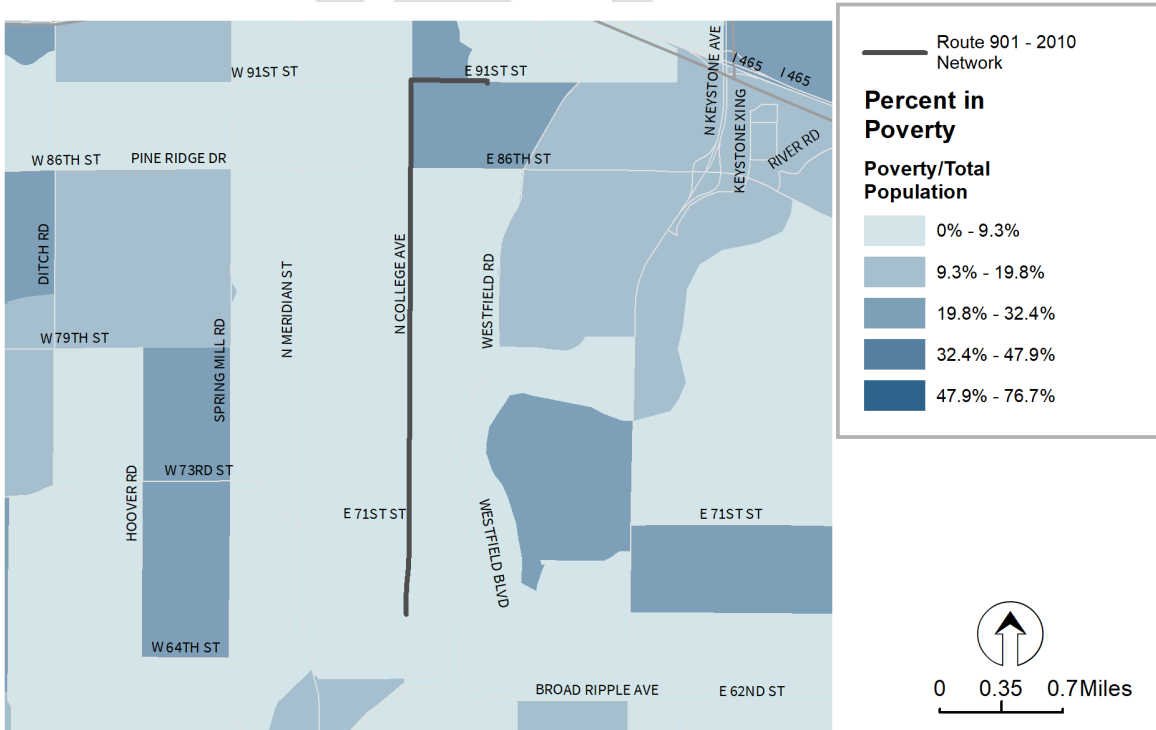 W 91ST ST
E 91ST ST
N KEYSTONE AVE
I 465
I 465
KEYSTONE XING
RIVER RD
W 86TH ST
PINE RIDGE DR
E 86TH ST
DITCH RD
N MERIDIAN ST
N COLLEGE AVE
WESTFIELD RD
W 79TH ST
SPRING MILL RD
W 73RD ST
HOOVER RD
E 71ST ST
WESTFIELD BLVD
E 71ST ST
W 64TH ST
BROAD RIPPLE AVE
E 62ND ST
Route 901 - 2010
Network
Percent in
Poverty
Poverty/Total
Population
0% - 9.3%
9.3% - 19.8%
19.8% - 32.4%
32.4% - 47.9%
47.9% - 76.7%
0 0.35 0.7 Miles